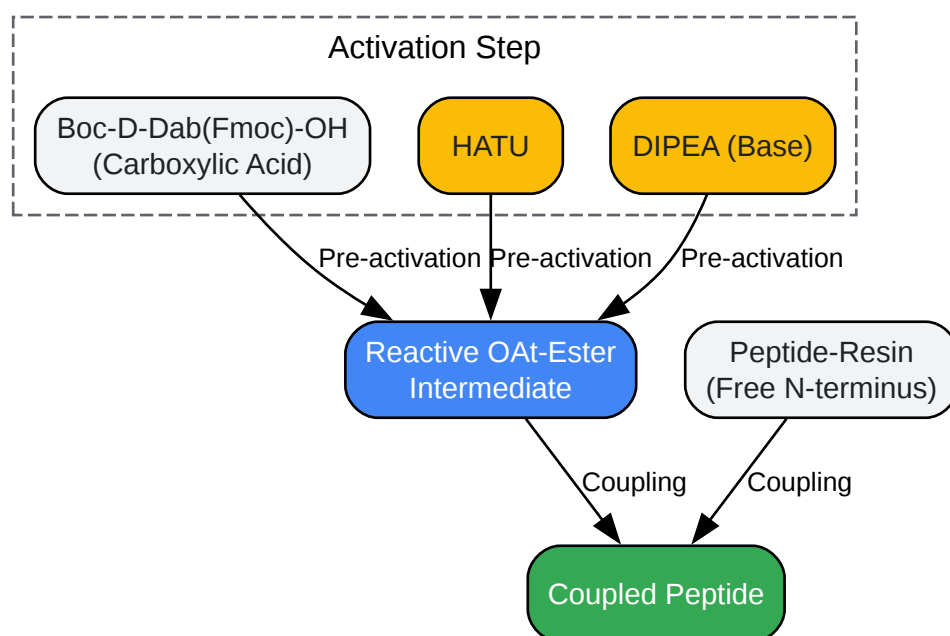 Activation Step
Boc-D-Dab(Fmoc)-OH
(Carboxylic Acid)
HATU
DIPEA (Base)
Pre-activation
Pre-activation
Pre-activation
Reactive OAt-Ester
Intermediate
Peptide-Resin
(Free N-terminus)
Coupling
Coupling
Coupled Peptide